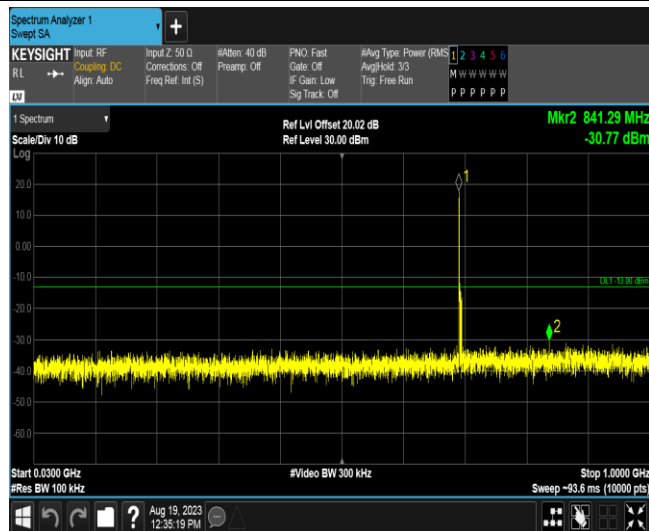 Spectrum Analyzer 1
Swept SA
+
KEYSIGHT
RL
LXI
Input: RF
Coupling: DC
Align: Auto
Input Z: 50 Ω
Corrections: Off
Freq Ref: Int (S)
#Atten: 40 dB
Preamp: Off
PNO: Fast
Gate: Off
IF Gain: Low
Sig Track: Off
#Avg Type: Power (RMS
Avg|Hold: 3/3
Trig: Free Run
1 2 3 4 5 6
M W W W W W
P P P P P P
1 Spectrum
Scale/Div 10 dB
Log
Ref Lvl Offset 20.02 dB
Ref Level 30.00 dBm
Mkr2 841.29 MHz
-30.77 dBm
1
20.0
10.0
0.00
-10.0
DL1 -13.00 dBm
-20.0
2
-30.0
-40.0
-50.0
-60.0
Start 0.0300 GHz
#Res BW 100 kHz
#Video BW 300 kHz
Stop 1.0000 GHz
Sweep ~93.6 ms (10000 pts)
?
Aug 19, 2023
12:35:19 PM